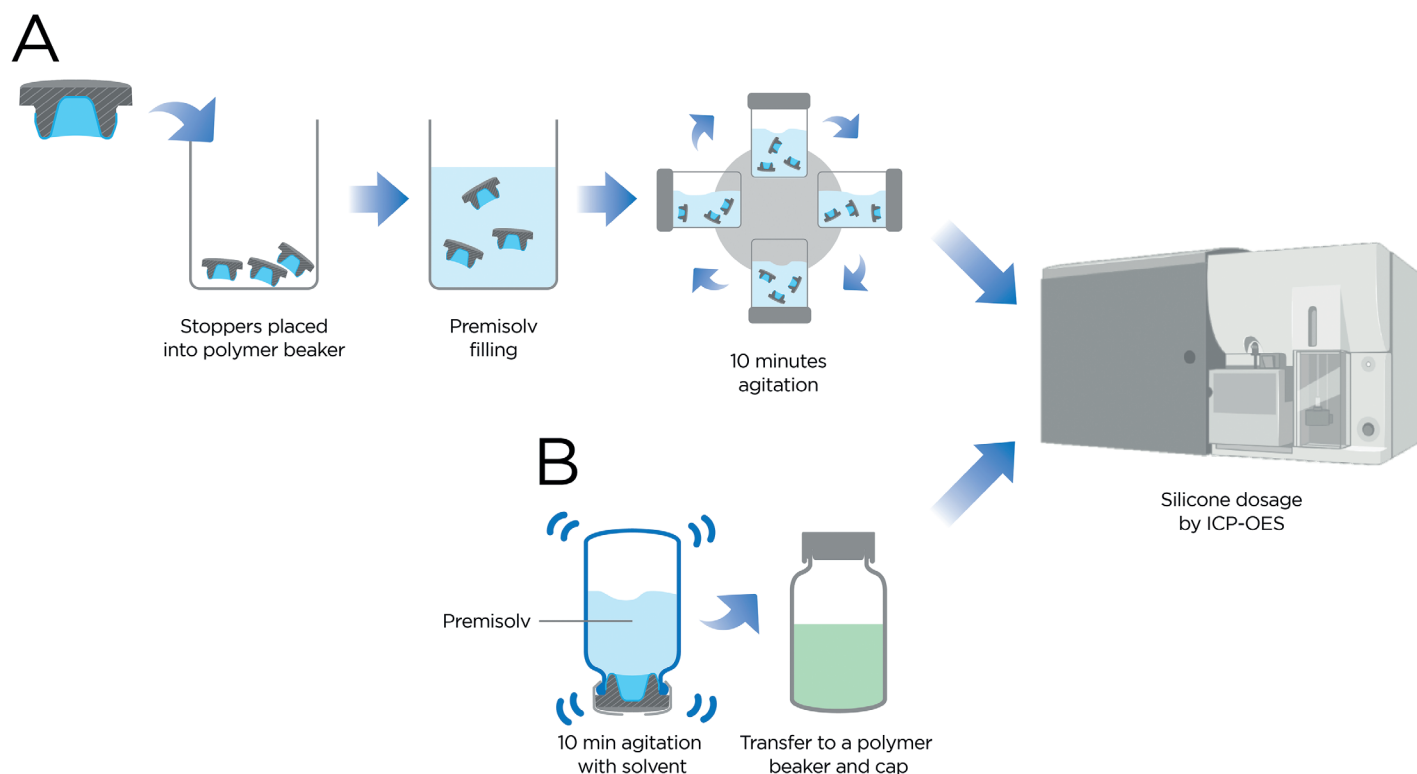 A
Stoppers placed
into polymer beaker
Premisolv
filling
10 minutes
agitation
Silicone dosage
by ICP-OES
B
Premisolv
10 min agitation
with solvent
Transfer to a polymer
beaker and cap